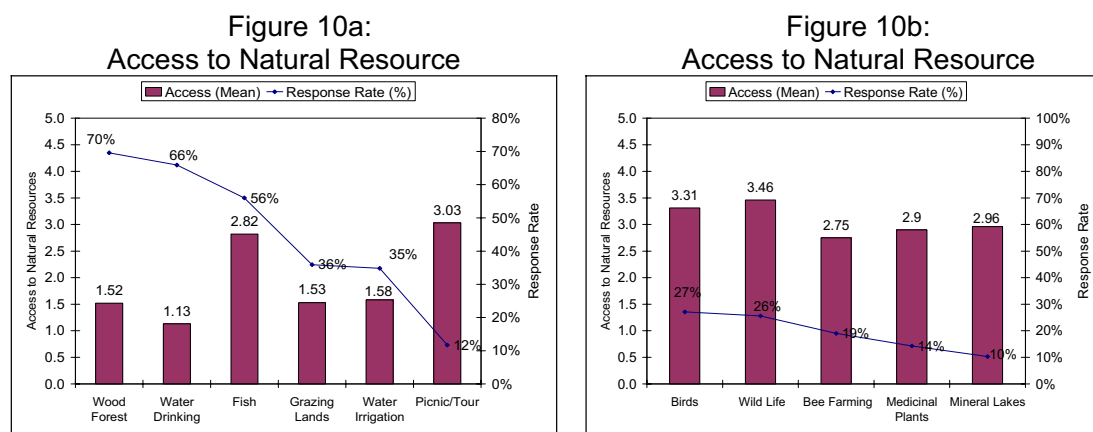 Figure 10a:
Access to Natural Resource
Access (Mean) Response Rate (%)
5.0
4.5
4.0
3.5
3.0
2.5
2.0
1.5
1.0
0.5
0.0
Access to Natural Resources
80%
70%
60%
50%
40%
30%
20%
10%
0%
Response Rate
70%
66%
56%
36%
35%
12%
1.52
1.13
2.82
1.53
1.58
3.03
Wood
Forest
Water
Drinking
Fish
Grazing
Lands
Water
Irrigation
Picnic/Tour
Figure 10b:
Access to Natural Resource
Access (Mean) Response Rate (%)
5.0
4.5
4.0
3.5
3.0
2.5
2.0
1.5
1.0
0.5
0.0
Access to Natural Resources
100%
90%
80%
70%
60%
50%
40%
30%
20%
10%
0%
Response Rate
3.31
3.46
2.75
2.9
2.96
27%
26%
19%
14%
10%
Birds
Wild Life
Bee Farming
Medicinal
Plants
Mineral Lakes